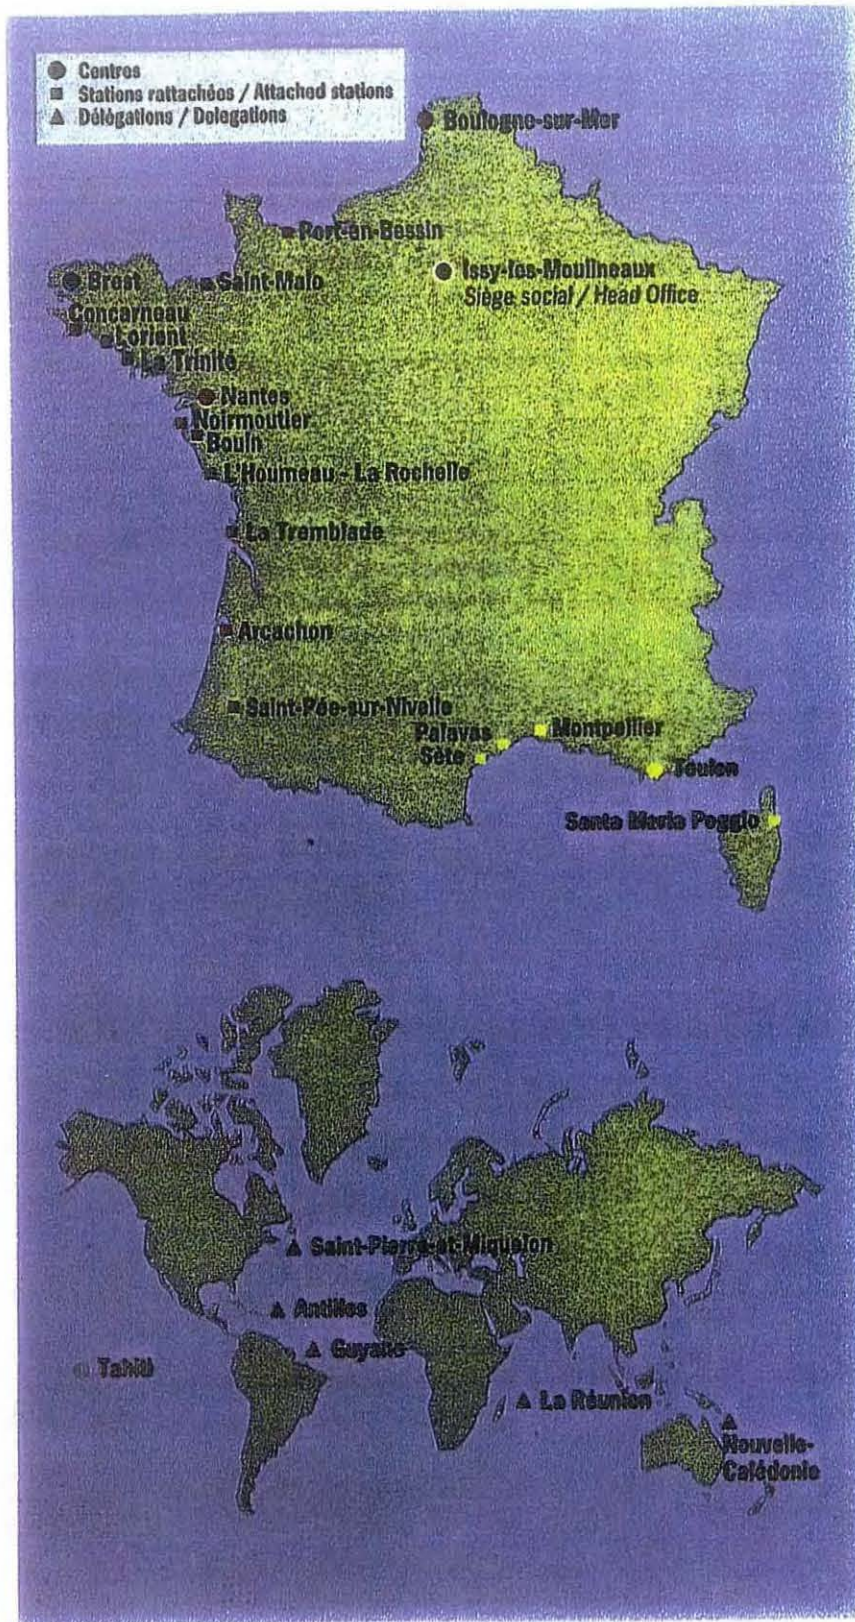 Centres
Stations rattachées / Attached stations
Délégations / Delegations
Boulogne-sur-Mer
Port-en-Bessin
Issy-les-Moulineaux
Siège social / Head Office
Brest
Saint-Malo
Concarneau
Lorient
La Trinité
Nantes
Noirmoutier
Bouin
L'Houmeau - La Rochelle
La Tremblade
Arcachon
Saint-Pée-sur-Nivelle
Palavas
Montpellier
Sète
Toulon
Santa Maria Poggio
Saint-Pierre-et-Miquelon
Antilles
Guyane
Tahiti
La Réunion
Nouvelle-
Calédonie